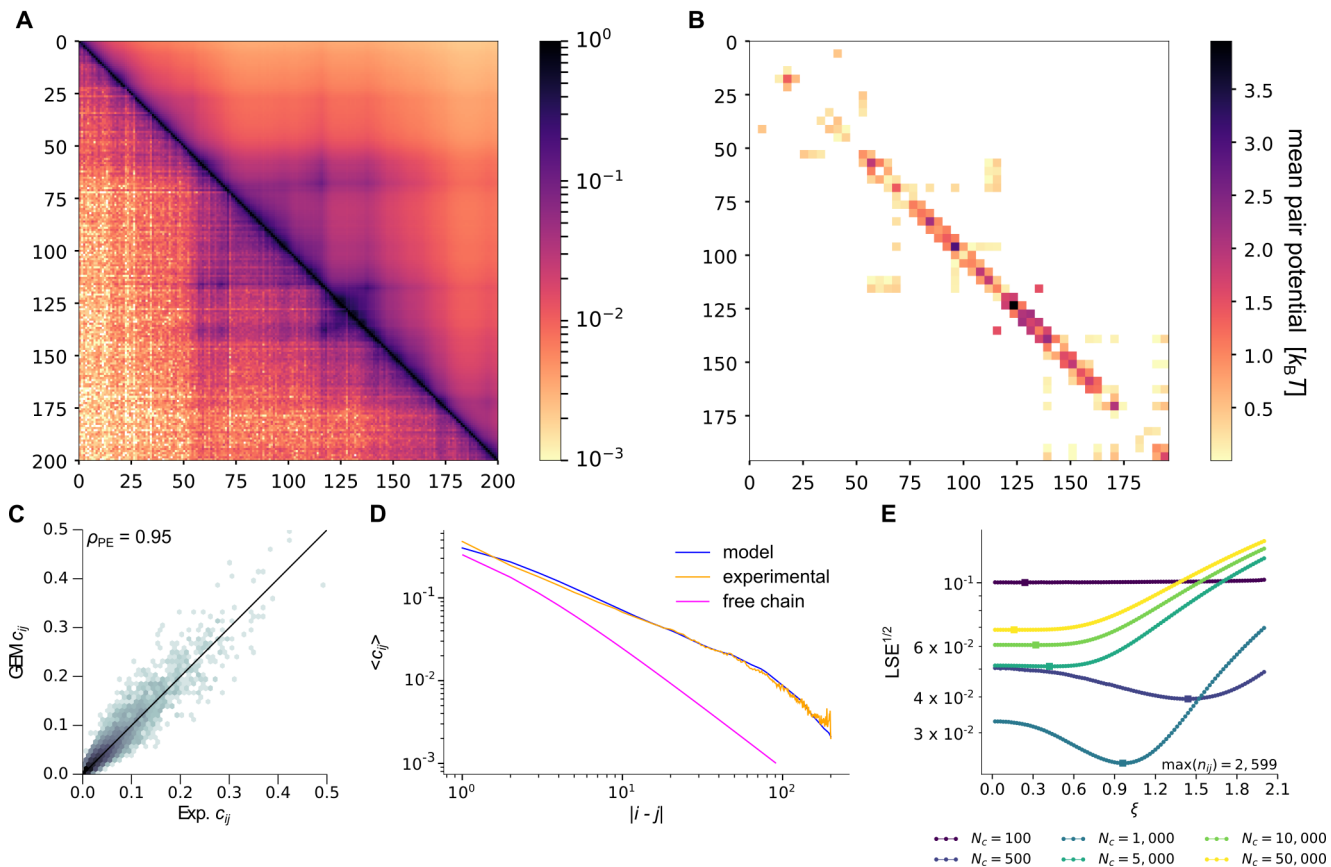 A
0
25
50
75
100
125
150
175
200
0 25 50 75 100 125 150 175 200
10^0
10^-1
10^-2
10^-3
B
0
25
50
75
100
125
150
175
0 25 50 75 100 125 150 175
3.5
3.0
2.5
2.0
1.5
1.0
0.5
mean pair potential [k_BT]
C
ρ_PE = 0.95
0.5
0.4
0.3
0.2
0.1
0.0
GEM c_ij
0.0 0.1 0.2 0.3 0.4 0.5
Exp. c_ij
D
model
experimental
free chain
10^-1
10^-2
10^-3
<c_ij>
10^0 10^1 10^2
|i - j|
E
10^-1
6 × 10^-2
4 × 10^-2
3 × 10^-2
LSE^1/2
max(n_ij) = 2,599
0.0 0.3 0.6 0.9 1.2 1.5 1.8 2.1
ξ
N_c = 100 N_c = 1,000 N_c = 10,000
N_c = 500 N_c = 5,000 N_c = 50,000